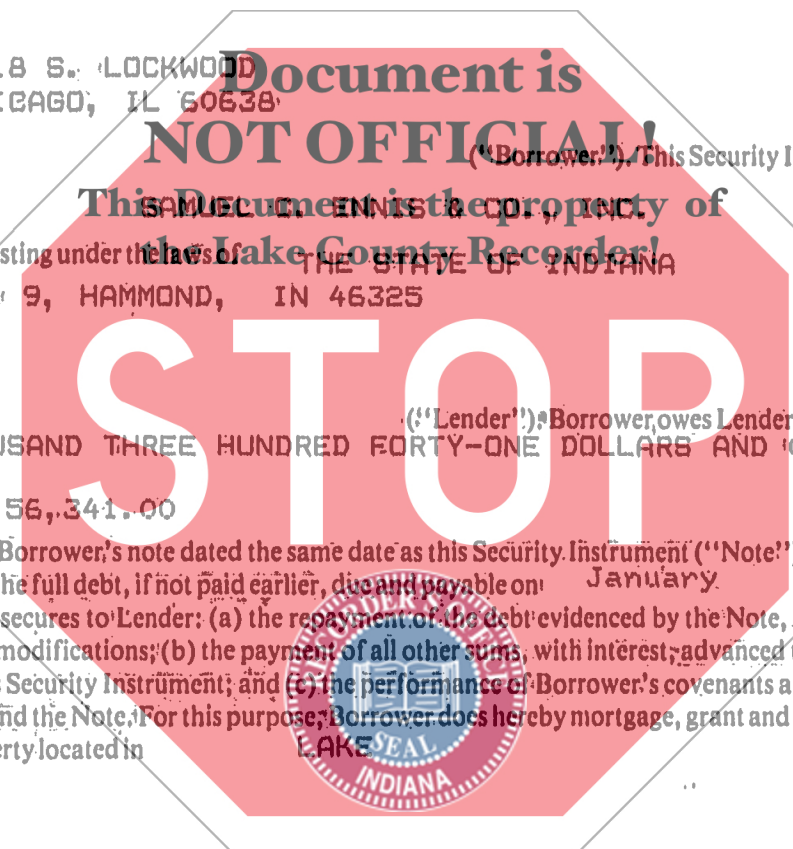 8 S. LOCKWOOD
CAGO, IL 60638
Document is
NOT OFFICIAL!
("Borrower"). This Security I
This Document is the property of
SAMUEL C. ENNIS & CO., INC.
the Lake County Recorder!
sting under the laws of THE STATE OF INDIANA
9, HAMMOND, IN 46325
STOP
("Lender"). Borrower owes Lender
USAND THREE HUNDRED FORTY-ONE DOLLARS AND
56,341.00
Borrower's note dated the same date as this Security Instrument ("Note")
he full debt, if not paid earlier, due and payable on January
secures to Lender: (a) the repayment of the debt evidenced by the Note,
modifications; (b) the payment of all other sums, with interest, advanced
s Security Instrument; and (c) the performance of Borrower's covenants a
nd the Note. For this purpose, Borrower does hereby mortgage, grant and
erty located in LAKE
RECORDER'S OFFICE
SEAL
INDIANA